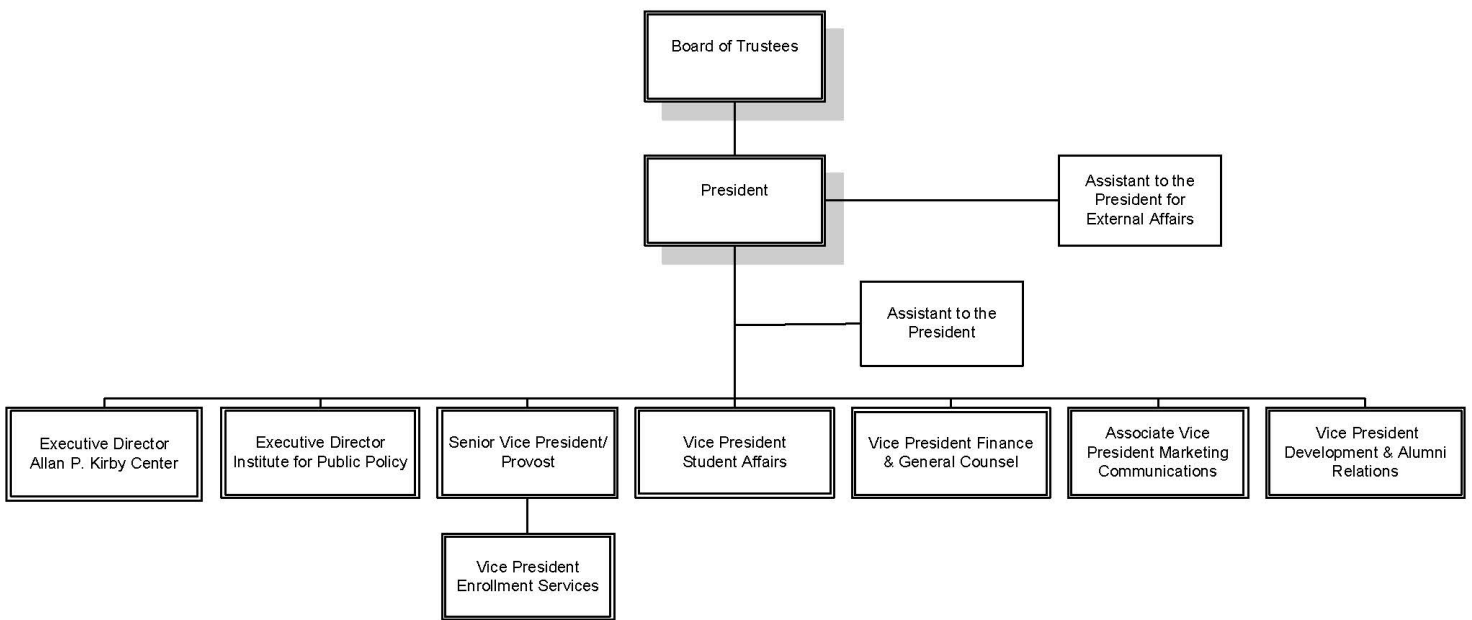 Board of Trustees
President
Assistant to the
President for
External Affairs
Assistant to the
President
Executive Director
Allan P. Kirby Center
Executive Director
Institute for Public Policy
Senior Vice President/
Provost
Vice President
Student Affairs
Vice President Finance
& General Counsel
Associate Vice
President Marketing
Communications
Vice President
Development & Alumni
Relations
Vice President
Enrollment Services